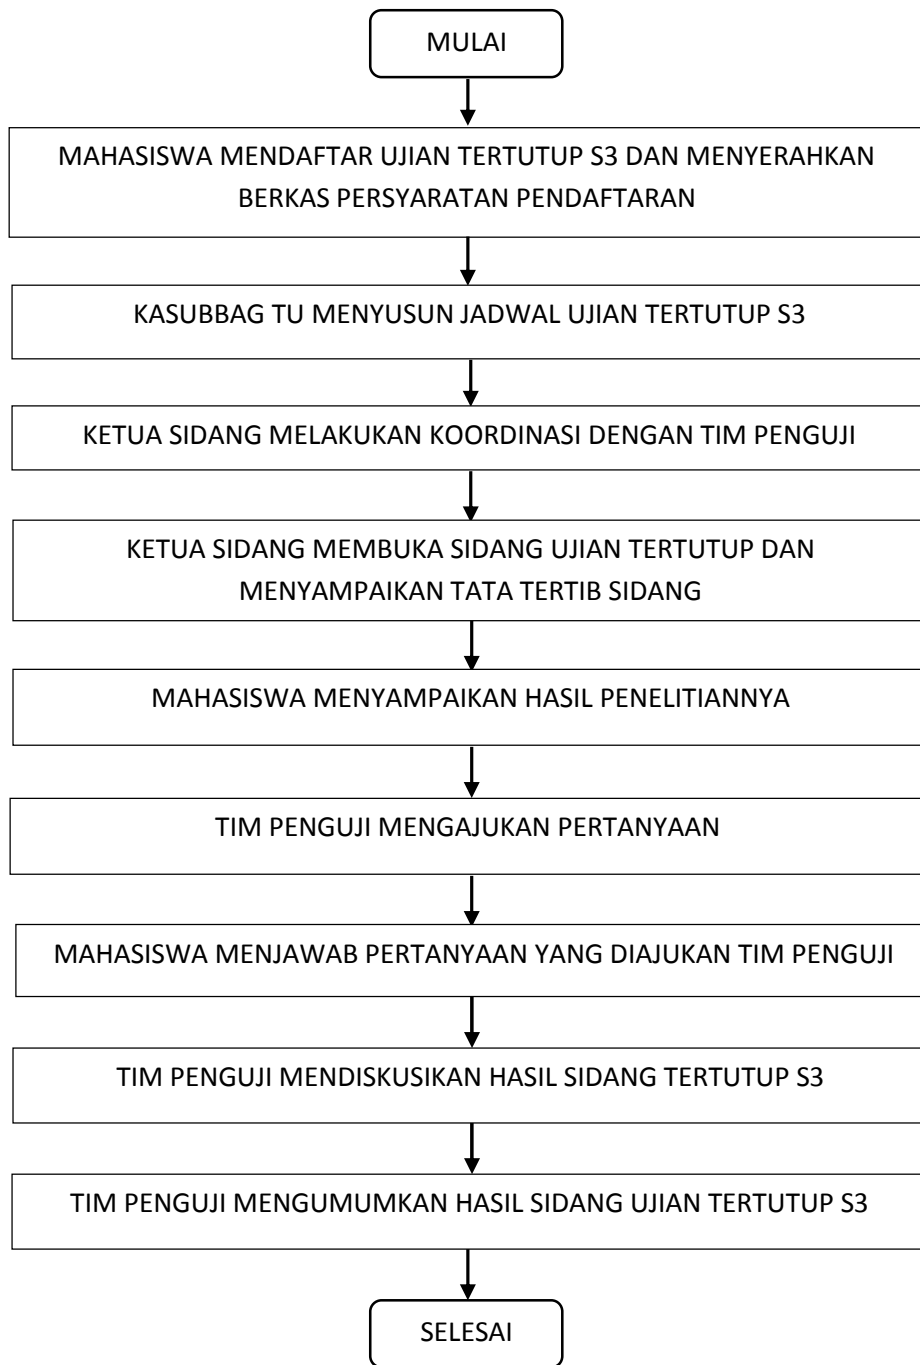 MULAI
MAHASISWA MENDAFTAR UJIAN TERTUTUP S3 DAN MENYERAHKAN
BERKAS PERSYARATAN PENDAFTARAN
KASUBBAG TU MENYUSUN JADWAL UJIAN TERTUTUP S3
KETUA SIDANG MELAKUKAN KOORDINASI DENGAN TIM PENGUJI
KETUA SIDANG MEMBUKA SIDANG UJIAN TERTUTUP DAN
MENYAMPAIKAN TATA TERTIB SIDANG
MAHASISWA MENYAMPAIKAN HASIL PENELITIANNYA
TIM PENGUJI MENGAJUKAN PERTANYAAN
MAHASISWA MENJAWAB PERTANYAAN YANG DIAJUKAN TIM PENGUJI
TIM PENGUJI MENDISKUSIKAN HASIL SIDANG TERTUTUP S3
TIM PENGUJI MENGUMUMKAN HASIL SIDANG UJIAN TERTUTUP S3
SELESAI